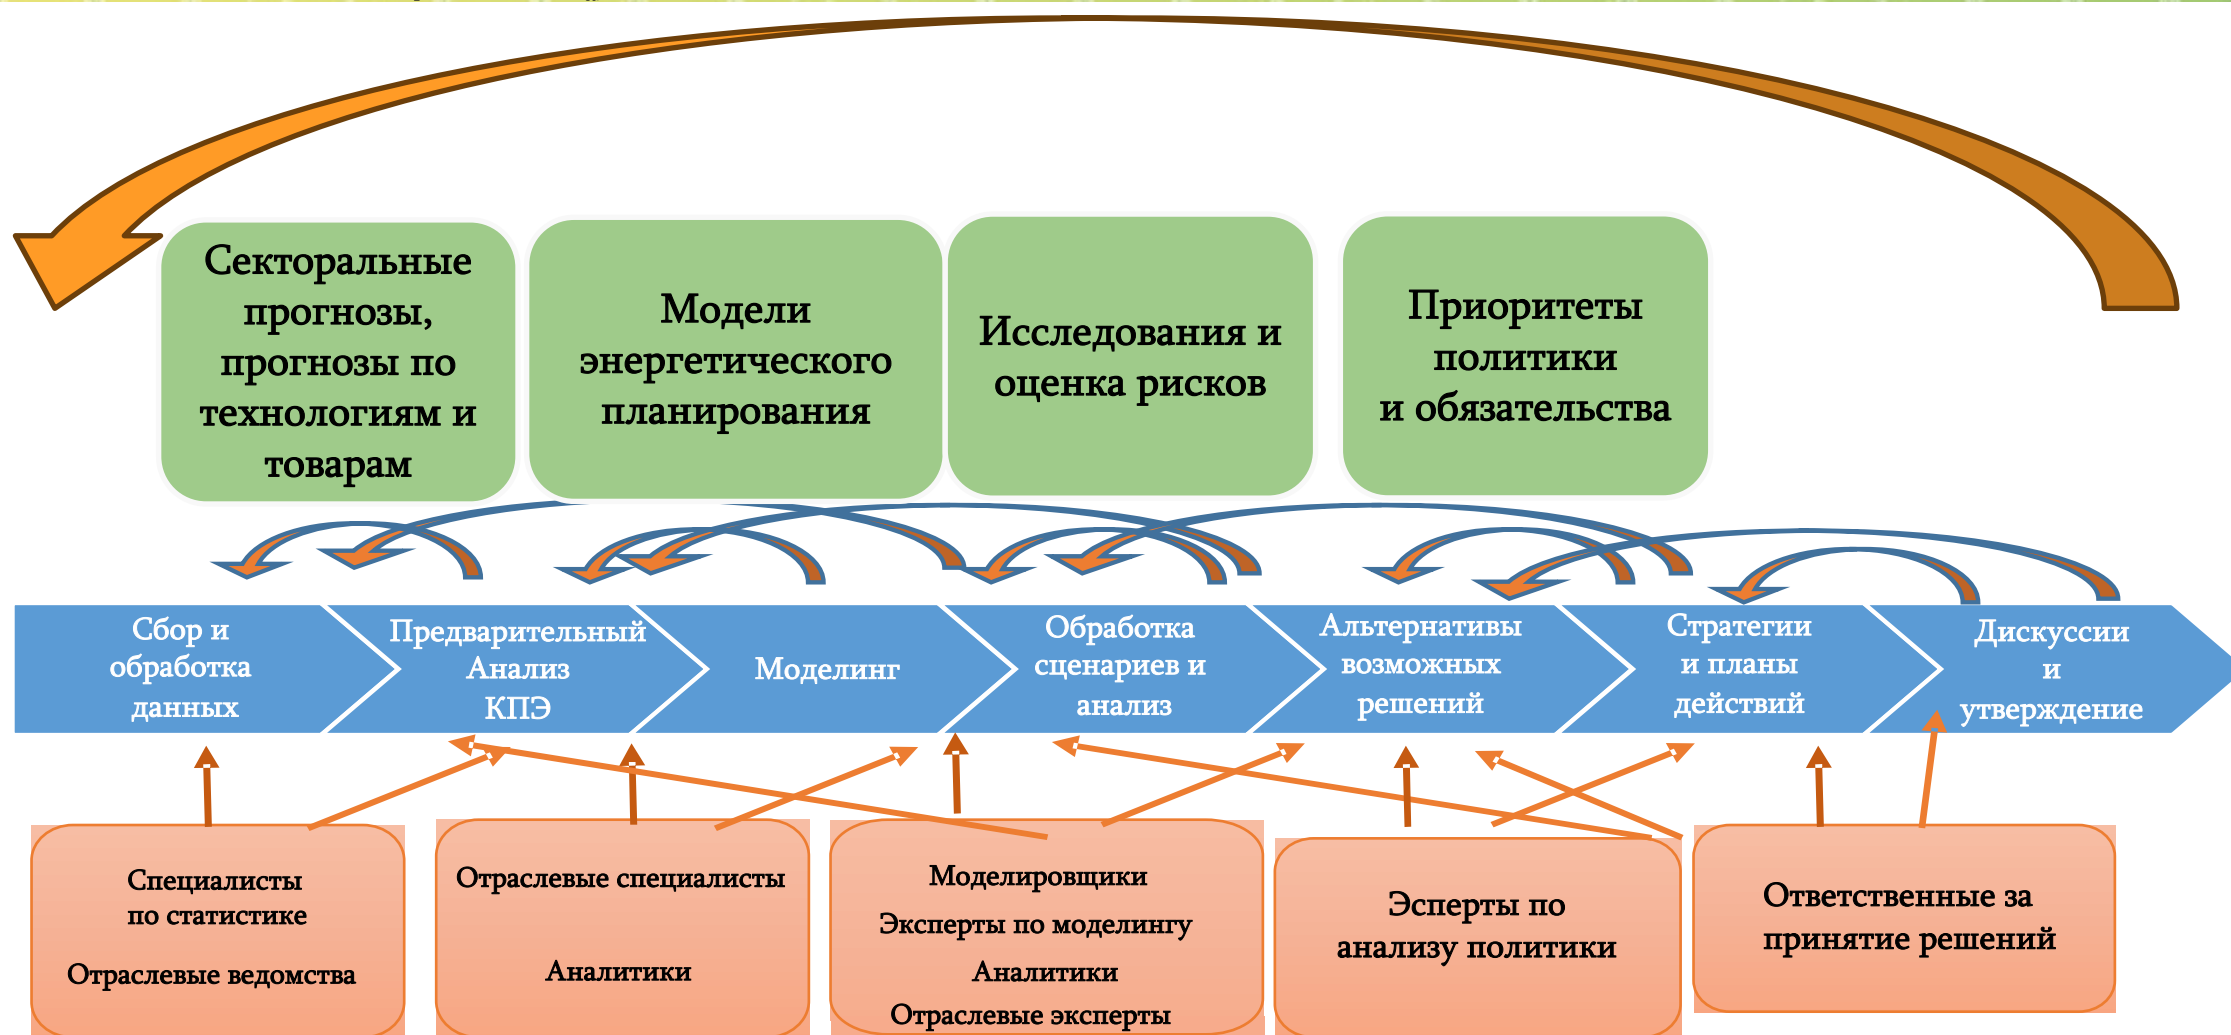 Секторальные
прогнозы,
прогнозы по
технологиям и
товарам
Модели
энергетического
планирования
Исследования и
оценка рисков
Приоритеты
политики
и обязательства
Сбор и
обработка
данных
Предварительный
Анализ
КПЭ
Моделинг
Обработка
сценариев и
анализ
Альтернативы
возможных
решений
Стратегии
и планы
действий
Дискуссии
и
утверждение
Специалисты
по статистике
Отраслевые ведомства
Отраслевые специалисты
Аналитики
Моделировщики
Эксперты по моделингу
Аналитики
Отраслевые эксперты
Эсперты по
анализу политики
Ответственные за
принятие решений